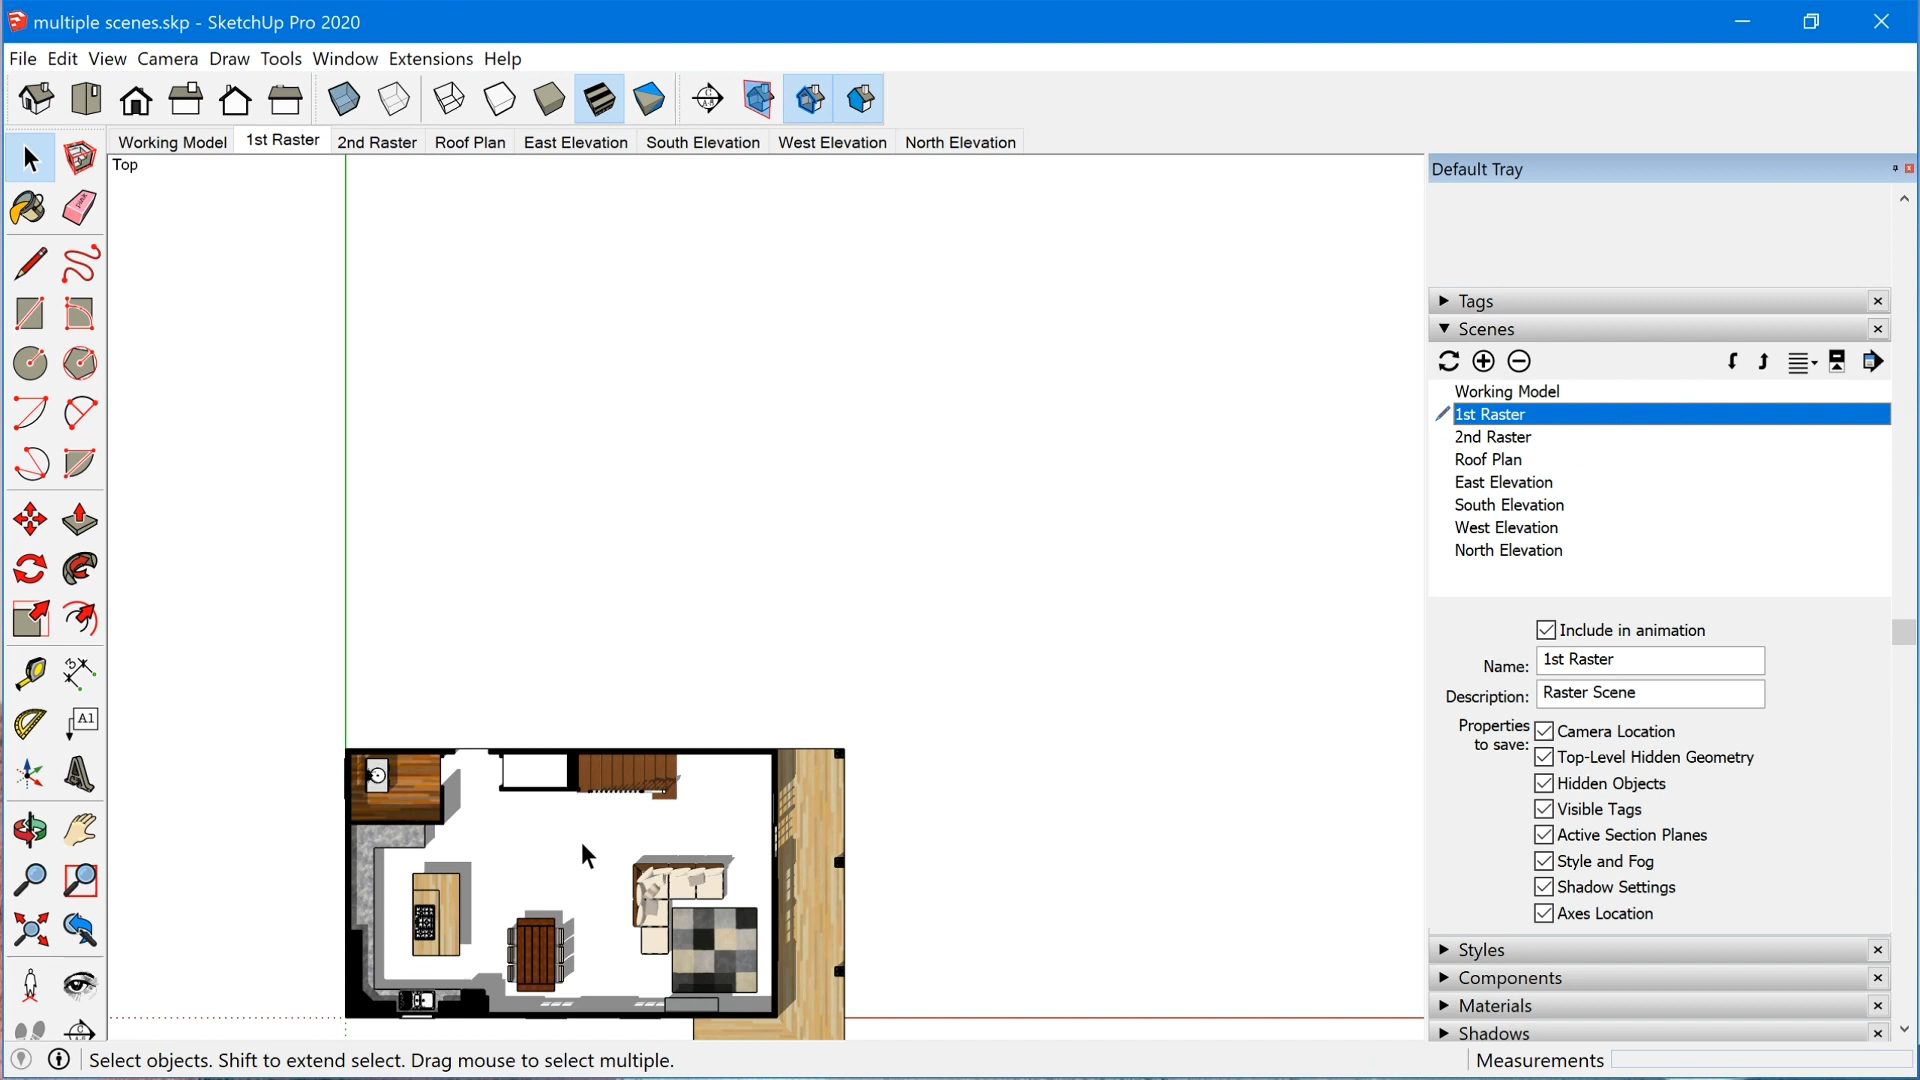 multiple scenes.skp - SketchUp Pro 2020
File Edit View Camera Draw Tools Window Extensions Help
Working Model 1st Raster 2nd Raster Roof Plan East Elevation South Elevation West Elevation North Elevation
Top
Default Tray
Tags
Scenes
Working Model
1st Raster
2nd Raster
Roof Plan
East Elevation
South Elevation
West Elevation
North Elevation
Include in animation
Name: 1st Raster
Description: Raster Scene
Properties to save:
Camera Location
Top-Level Hidden Geometry
Hidden Objects
Visible Tags
Active Section Planes
Style and Fog
Shadow Settings
Axes Location
Styles
Components
Materials
Shadows
A1
Select objects. Shift to extend select. Drag mouse to select multiple.
Measurements